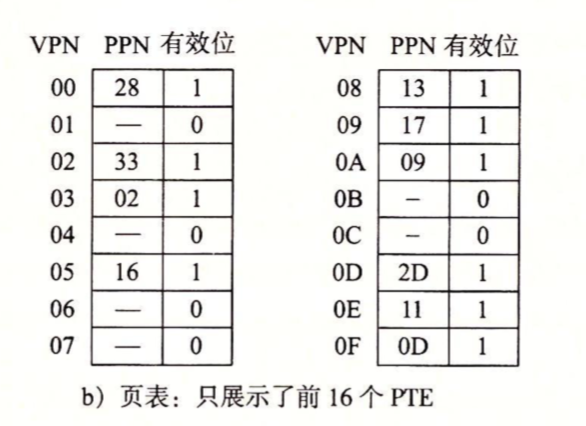 VPN PPN 有效位 VPN PPN 有效位
00 28 1 08 13 1
01 — 0 09 17 1
02 33 1 0A 09 1
03 02 1 0B – 0
04 — 0 0C – 0
05 16 1 0D 2D 1
06 — 0 0E 11 1
07 — 0 0F 0D 1
b）页表：只展示了前 16 个 PTE